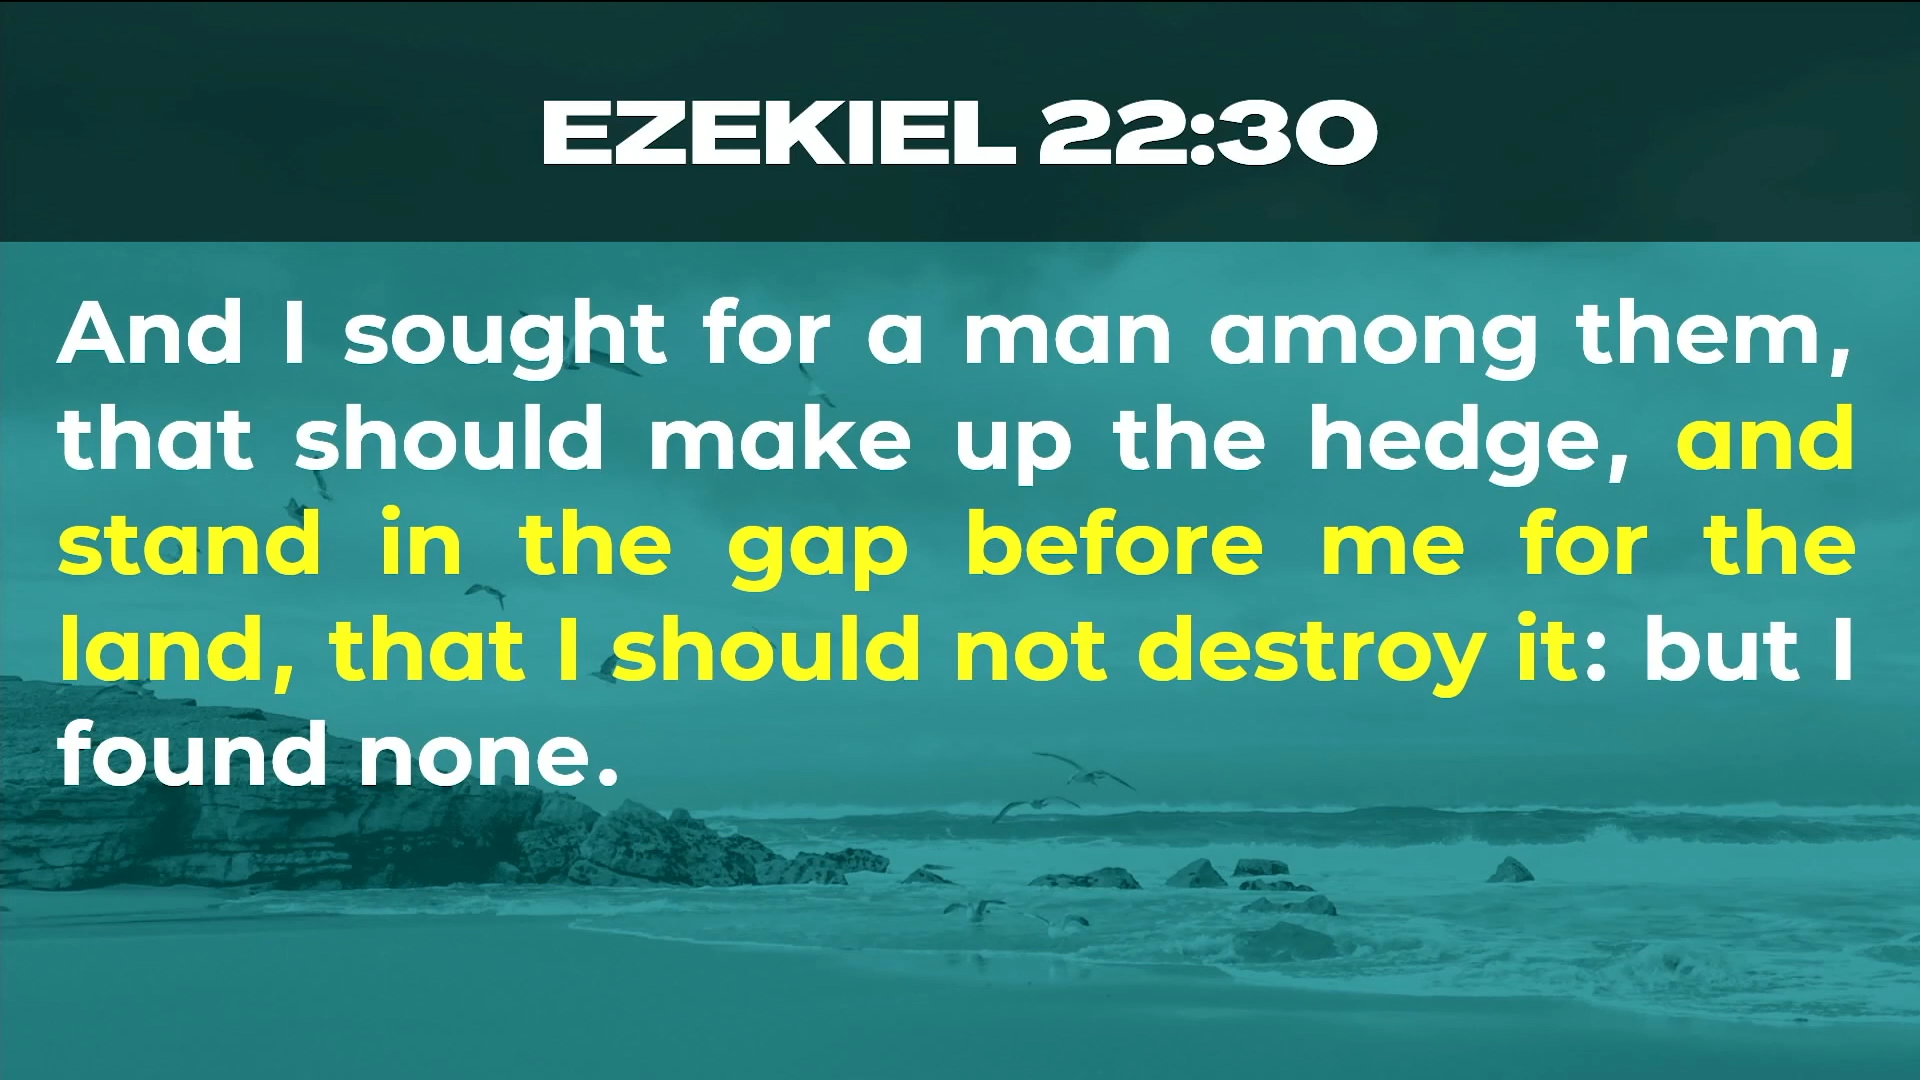 EZEKIEL 22:30
And I sought for a man among them,
that should make up the hedge, and
stand in the gap before me for the
land, that I should not destroy it: but I
found none.